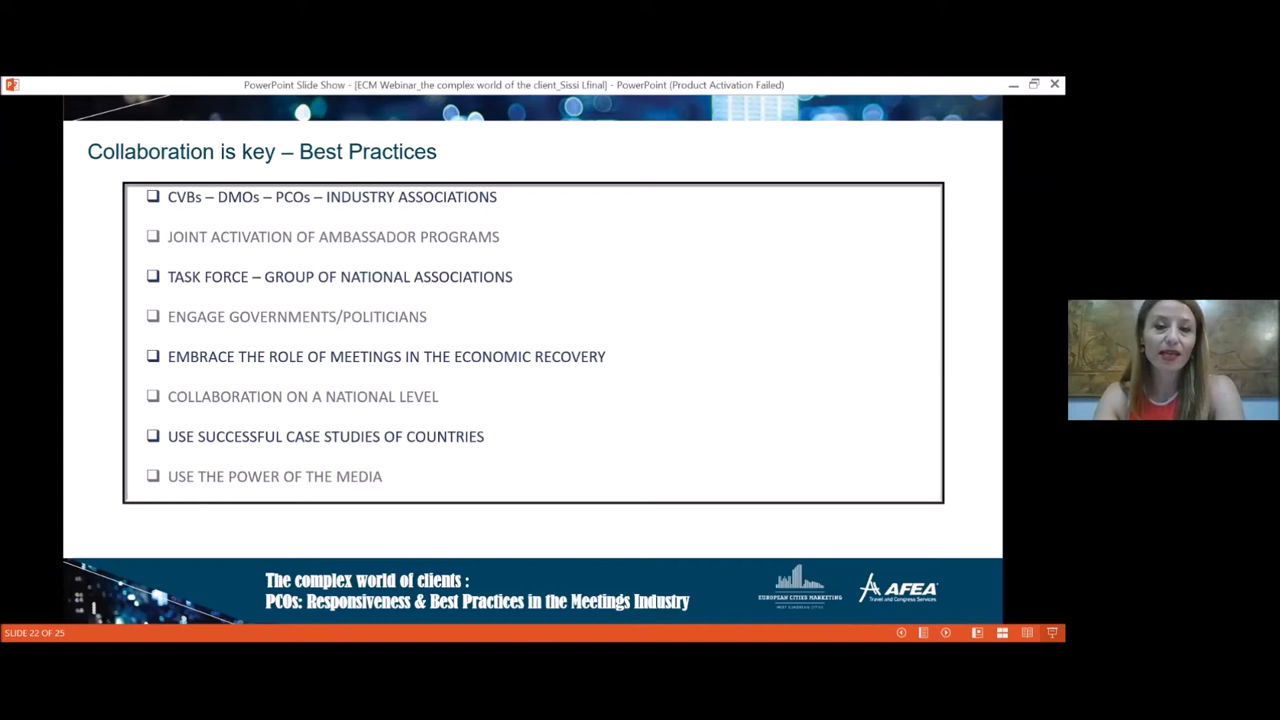 PowerPoint Slide Show - [ECM Webinar_the complex world of the client_Sissi Lfinal] - PowerPoint (Product Activation Failed)
Collaboration is key – Best Practices
CVBs – DMOs – PCOs – INDUSTRY ASSOCIATIONS
JOINT ACTIVATION OF AMBASSADOR PROGRAMS
TASK FORCE – GROUP OF NATIONAL ASSOCIATIONS
ENGAGE GOVERNMENTS/POLITICIANS
EMBRACE THE ROLE OF MEETINGS IN THE ECONOMIC RECOVERY
COLLABORATION ON A NATIONAL LEVEL
USE SUCCESSFUL CASE STUDIES OF COUNTRIES
USE THE POWER OF THE MEDIA
The complex world of clients :
PCOs: Responsiveness & Best Practices in the Meetings Industry
EUROPEAN CITIES MARKETING
MEET EUROPEAN CITIES
AFEA
Travel and Congress Services
SLIDE 22 OF 25